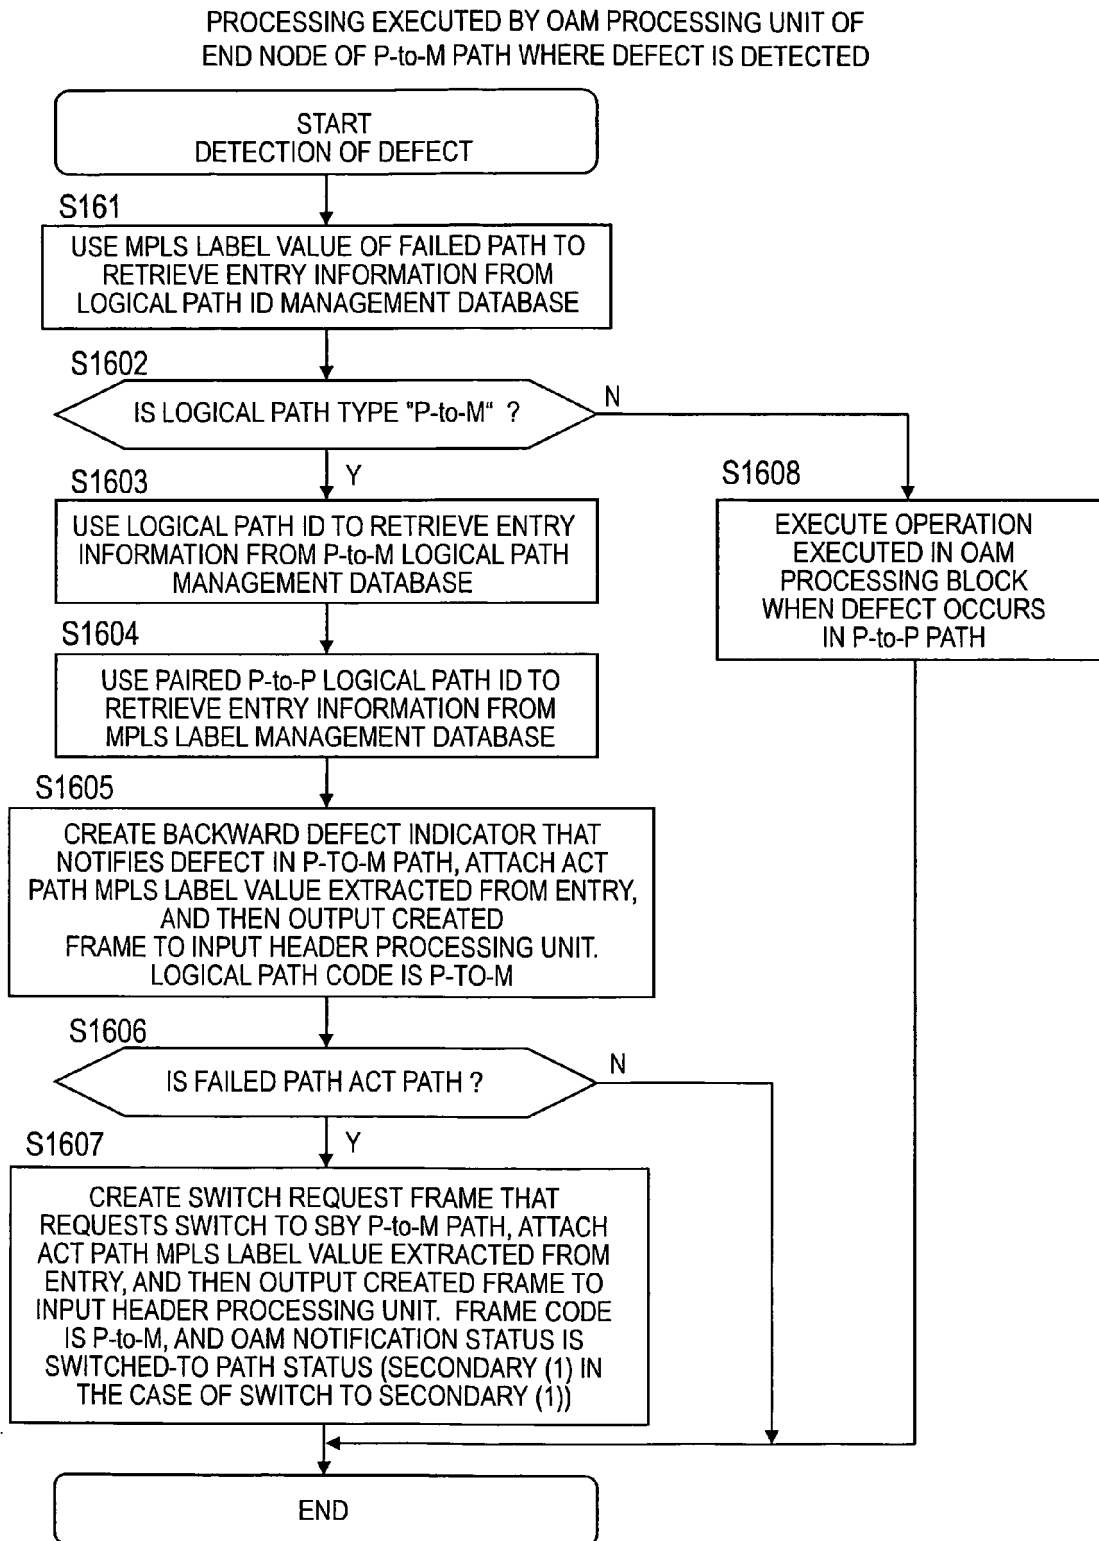 PROCESSING EXECUTED BY OAM PROCESSING UNIT OF
END NODE OF P-to-M PATH WHERE DEFECT IS DETECTED
START
DETECTION OF DEFECT
S161
USE MPLS LABEL VALUE OF FAILED PATH TO
RETRIEVE ENTRY INFORMATION FROM
LOGICAL PATH ID MANAGEMENT DATABASE
S1602
IS LOGICAL PATH TYPE "P-to-M" ?
N
Y
S1603
USE LOGICAL PATH ID TO RETRIEVE ENTRY
INFORMATION FROM P-to-M LOGICAL PATH
MANAGEMENT DATABASE
S1608
EXECUTE OPERATION
EXECUTED IN OAM
PROCESSING BLOCK
WHEN DEFECT OCCURS
IN P-to-P PATH
S1604
USE PAIRED P-to-P LOGICAL PATH ID TO
RETRIEVE ENTRY INFORMATION FROM
MPLS LABEL MANAGEMENT DATABASE
S1605
CREATE BACKWARD DEFECT INDICATOR THAT
NOTIFIES DEFECT IN P-TO-M PATH, ATTACH ACT
PATH MPLS LABEL VALUE EXTRACTED FROM ENTRY,
AND THEN OUTPUT CREATED
FRAME TO INPUT HEADER PROCESSING UNIT.
LOGICAL PATH CODE IS P-TO-M
S1606
IS FAILED PATH ACT PATH ?
N
Y
S1607
CREATE SWITCH REQUEST FRAME THAT
REQUESTS SWITCH TO SBY P-to-M PATH, ATTACH
ACT PATH MPLS LABEL VALUE EXTRACTED FROM
ENTRY, AND THEN OUTPUT CREATED FRAME TO
INPUT HEADER PROCESSING UNIT. FRAME CODE
IS P-to-M, AND OAM NOTIFICATION STATUS IS
SWITCHED-TO PATH STATUS (SECONDARY (1) IN
THE CASE OF SWITCH TO SECONDARY (1))
END